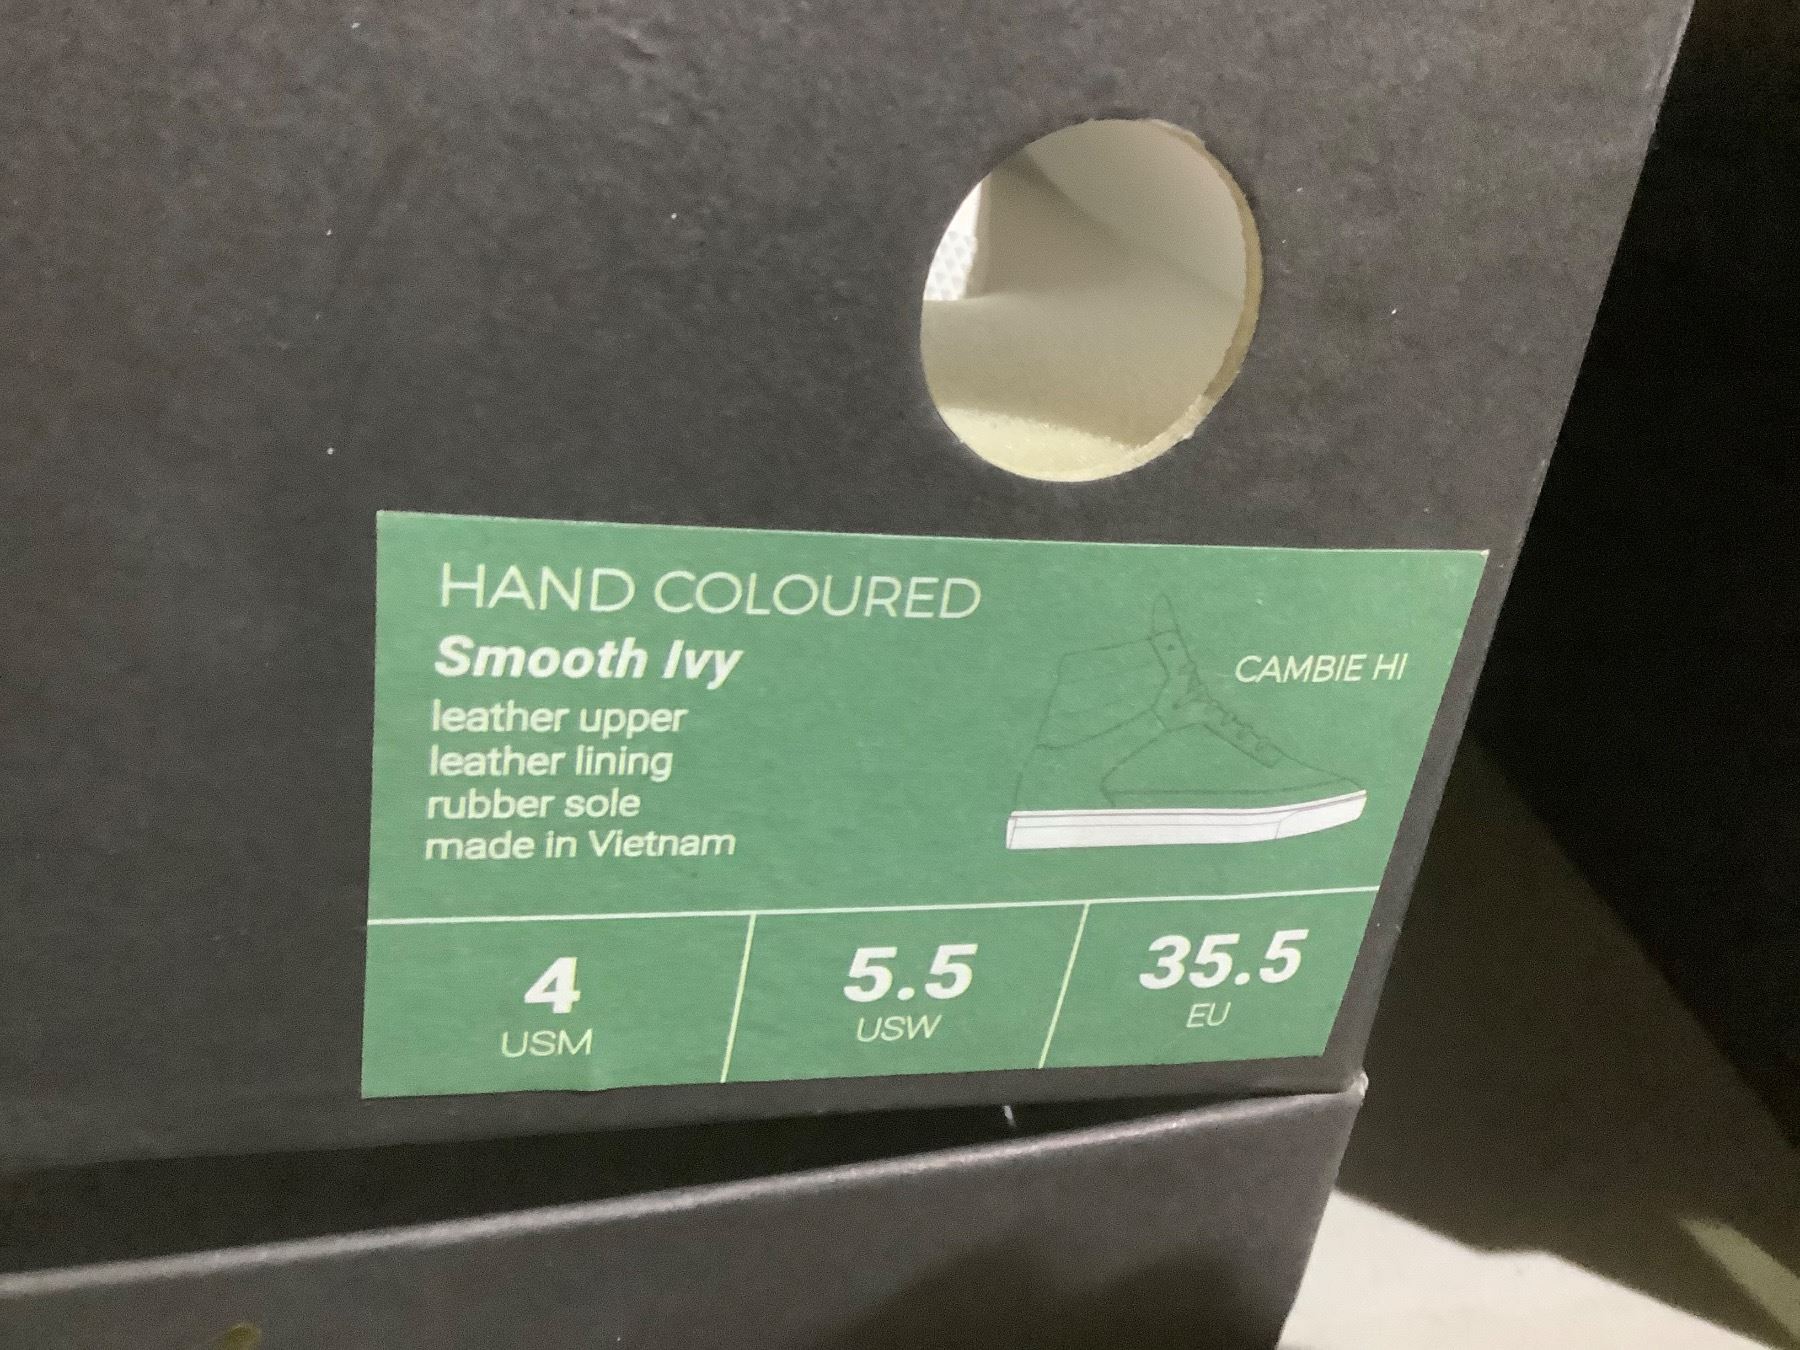 HAND COLOURED
Smooth Ivy
leather upper
leather lining
rubber sole
made in Vietnam
CAMBIE HI
4
USM
5.5
USW
35.5
EU